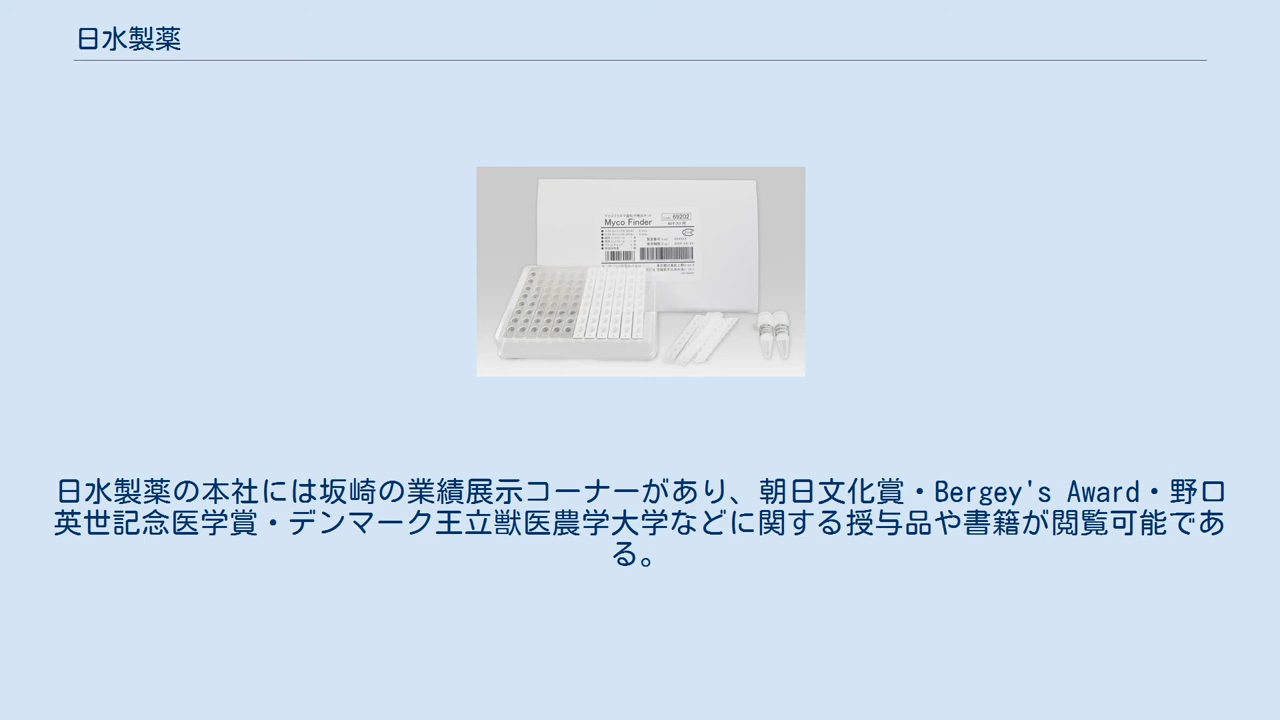 日水製薬
Myco Finder
69202
日水製薬の本社には坂崎の業績展示コーナーがあり、朝日文化賞・Bergey's Award・野口
英世記念医学賞・デンマーク王立獣医農学大学などに関する授与品や書籍が閲覧可能であ
る。